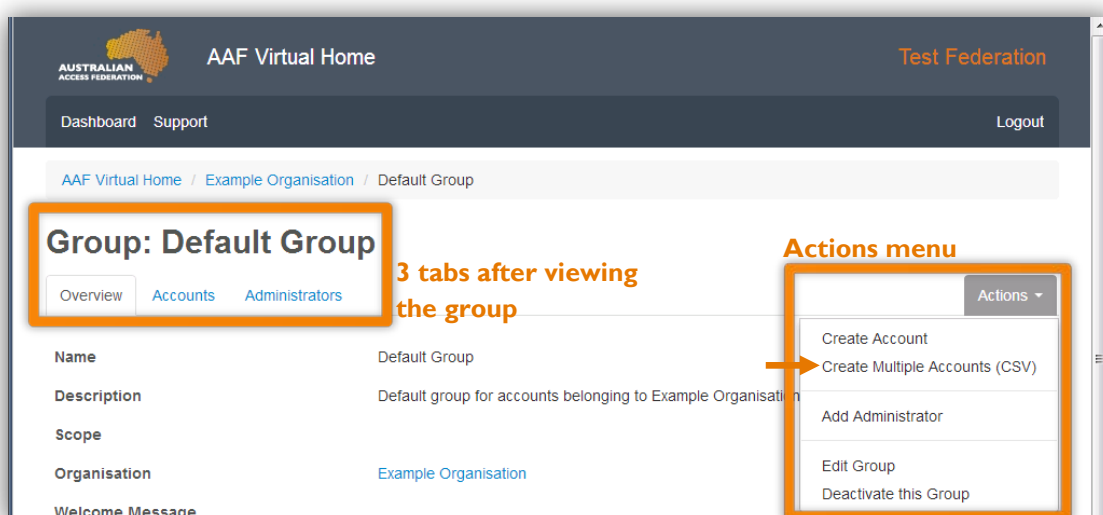 AUSTRALIAN
ACCESS FEDERATION
AAF Virtual Home
Test Federation
Dashboard Support Logout
AAF Virtual Home / Example Organisation / Default Group
Group: Default Group
Actions menu
3 tabs after viewing
the group
Overview Accounts Administrators
Actions
Create Account
Create Multiple Accounts (CSV)
Add Administrator
Edit Group
Deactivate this Group
Name Default Group
Description Default group for accounts belonging to Example Organisation
Scope
Organisation Example Organisation
Welcome Message